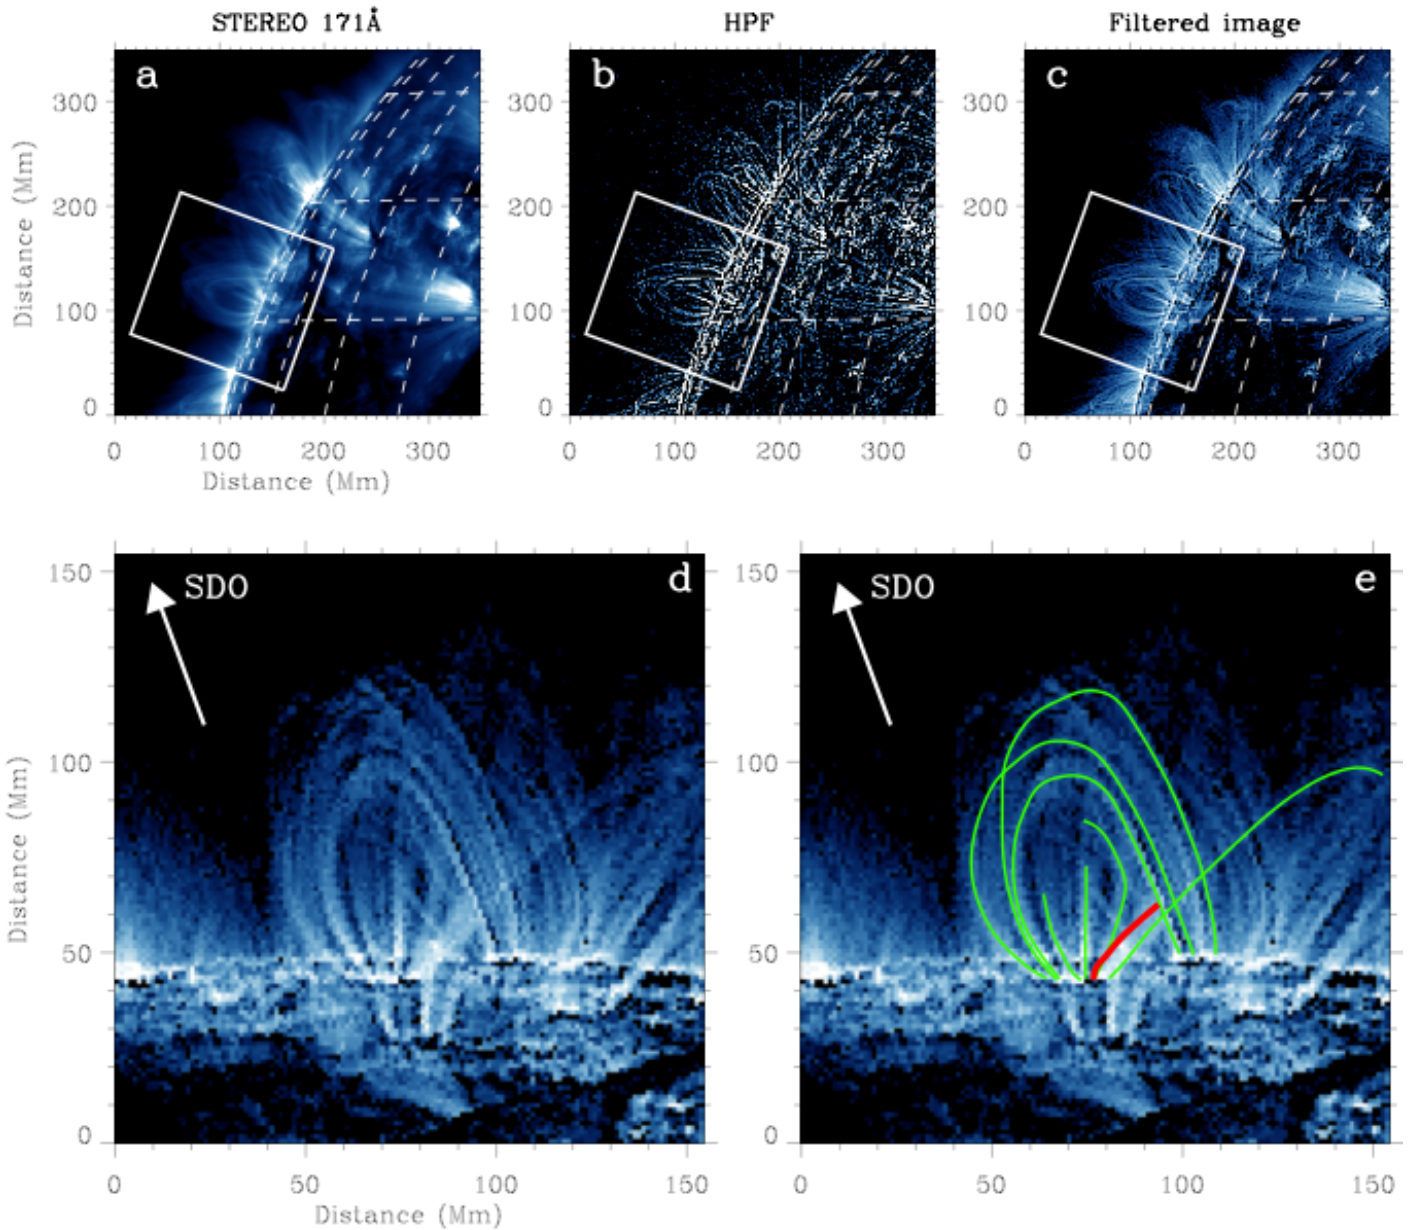 STEREO 171Å HPF Filtered image
a b c
300 300 300
200 200 200
100 100 100
0 0 0
Distance (Mm)
0 100 200 300 0 100 200 300 0 100 200 300
Distance (Mm)
150 SDO d 150 SDO e
100 100
50 50
0 0
Distance (Mm)
0 50 100 150 0 50 100 150
Distance (Mm)